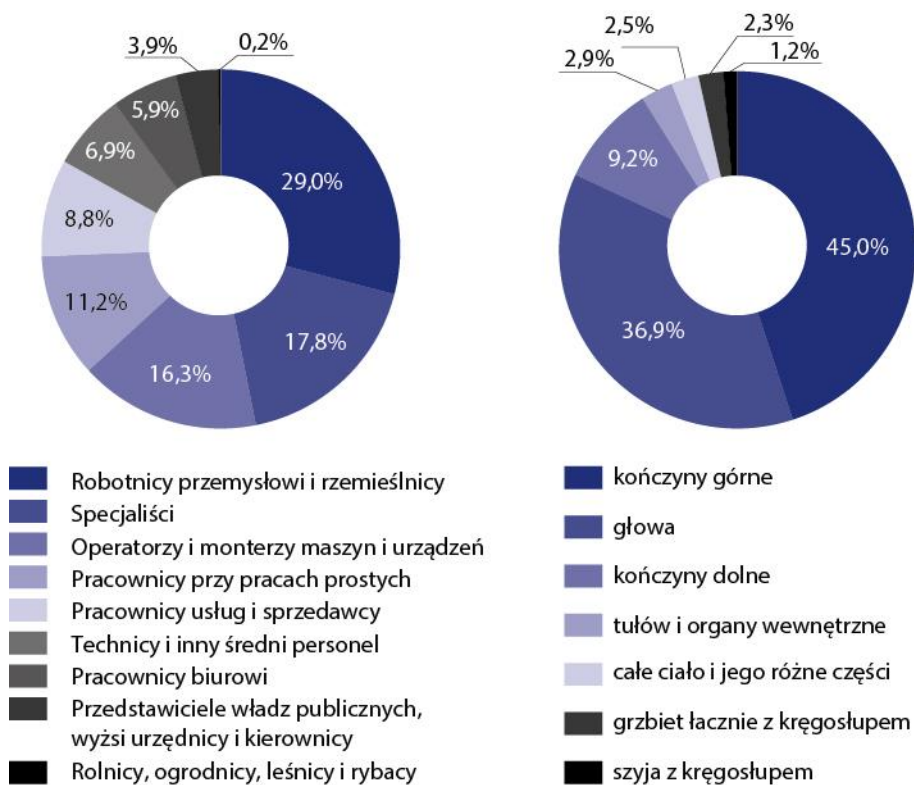 3,9%
0,2%
5,9%
6,9%
29,0%
8,8%
11,2%
17,8%
16,3%
Robotnicy przemysłowi i rzemieślnicy
Specjaliści
Operatorzy i monterzy maszyn i urządzeń
Pracownicy przy pracach prostych
Pracownicy usług i sprzedawcy
Technicy i inny średni personel
Pracownicy biurowi
Przedstawiciele władz publicznych,
wyżsi urzędnicy i kierownicy
Rolnicy, ogrodnicy, leśnicy i rybacy
2,5%
2,3%
2,9%
1,2%
9,2%
45,0%
36,9%
kończyny górne
głowa
kończyny dolne
tułów i organy wewnętrzne
całe ciało i jego różne części
grzbiet łacznie z kręgosłupem
szyja z kręgosłupem